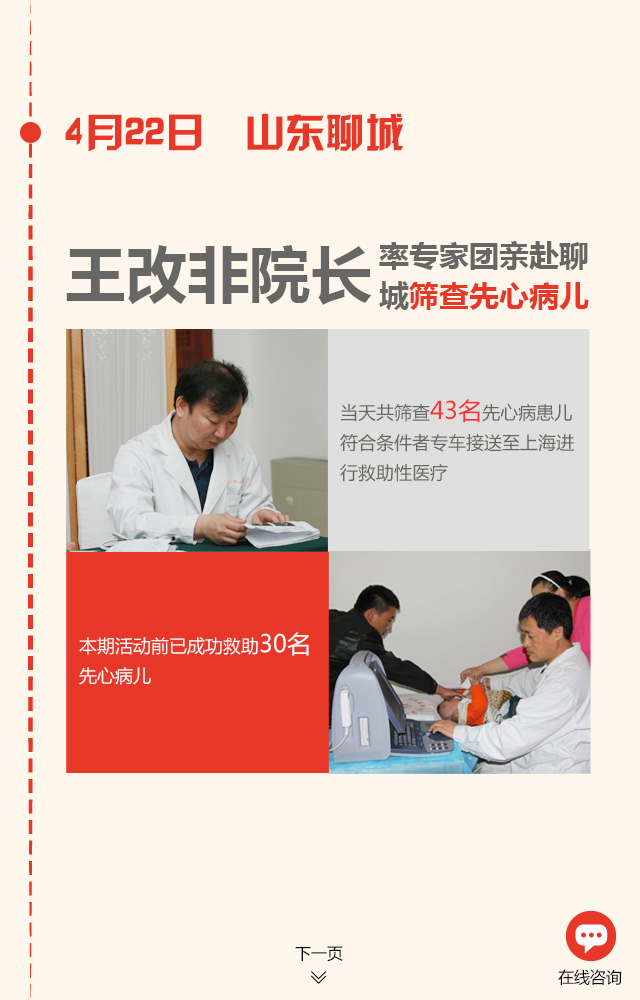 4月22日 山东聊城
王改非院长
率专家团亲赴聊
城筛查先心病儿
当天共筛查43名先心病患儿
符合条件者专车接送至上海进
行救助性医疗
本期活动前已成功救助30名
先心病儿
下一页
在线咨询